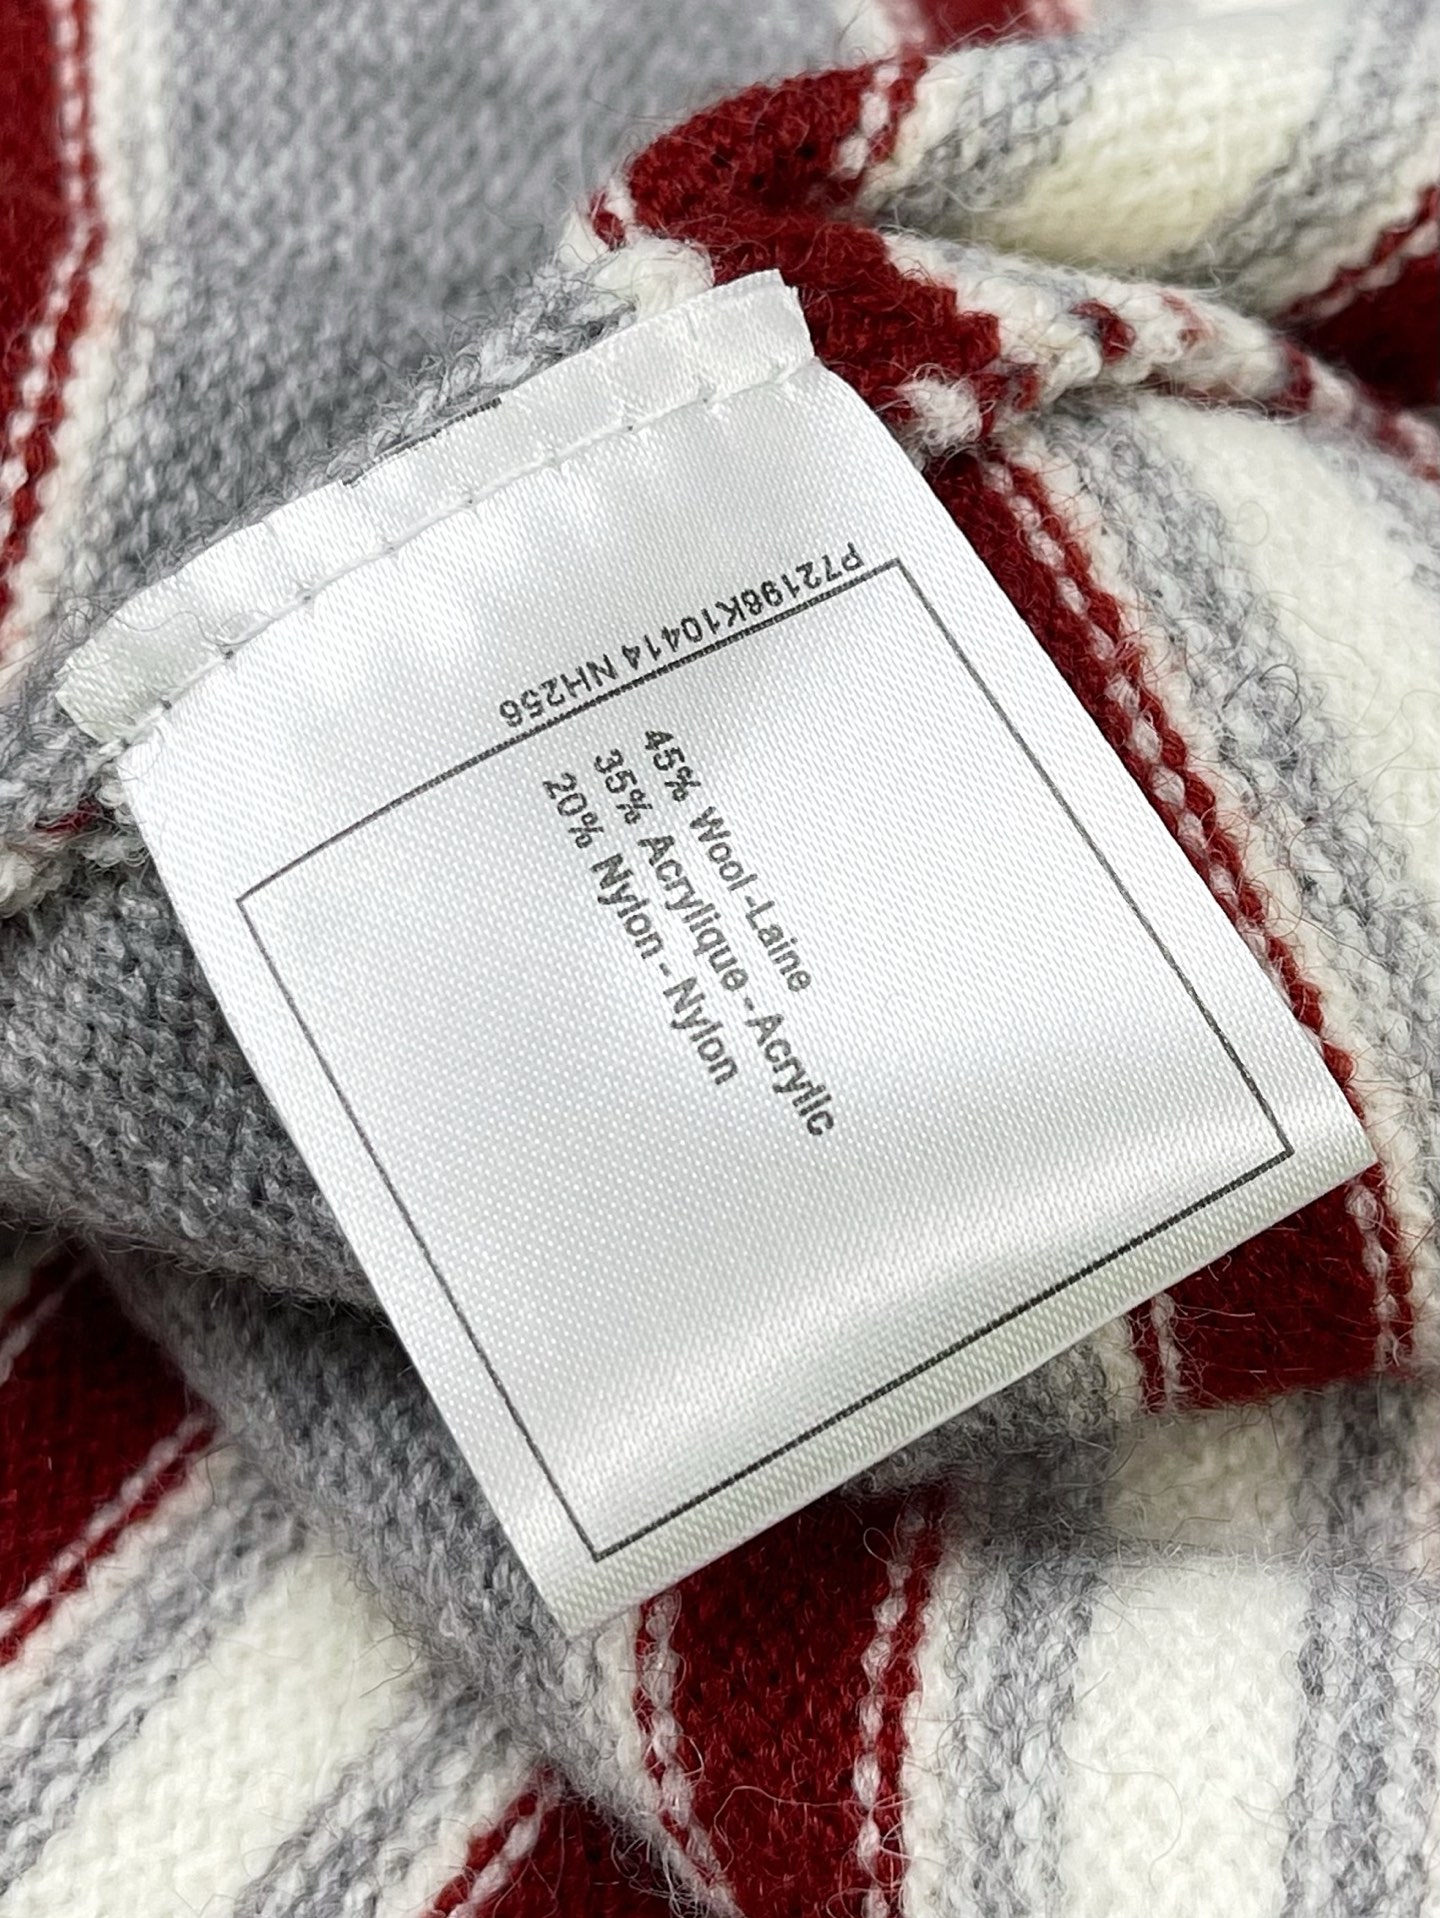 P72198K10414 NH256
45% Wool -Laine
35% Acrylique - Acrylic
20% Nylon - Nylon